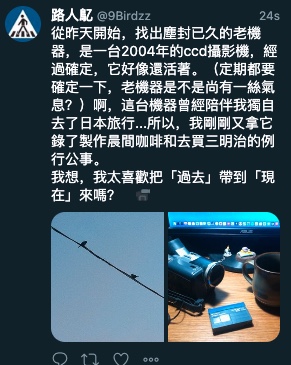 路人虹 @9Birdzz 24s
從昨天開始，找出塵封已久的老機
器，是一台2004年的ccd攝影機，經
過確定，它好像還活著。（定期都要
確定一下，老機器是不是尚有一絲氣
息？）啊，這台機器曾經陪伴我獨自
去了日本旅行...所以，我剛剛又拿它
錄了製作晨間咖啡和去買三明治的例
行公事。
我想，我太喜歡把「過去」帶到「現
在」來嗎? 📹
ASUS